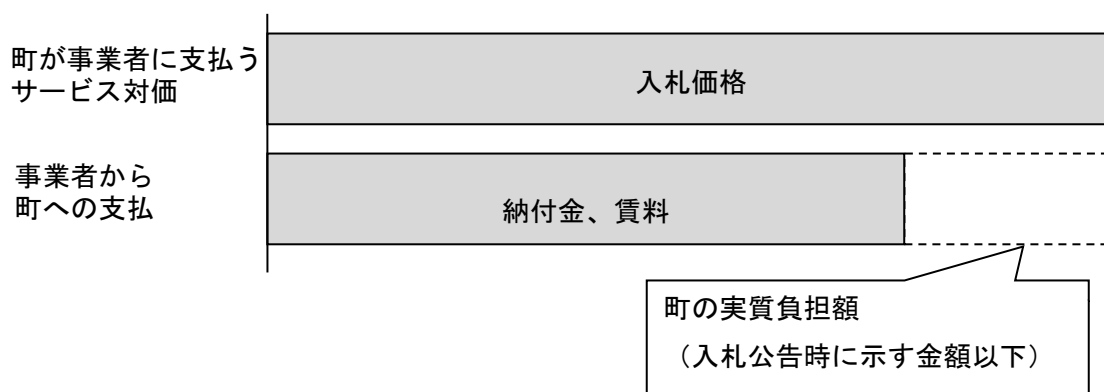 町が事業者に支払う
サービス対価
入札価格
事業者から
町への支払
納付金、賃料
町の実質負担額
（入札公告時に示す金額以下）